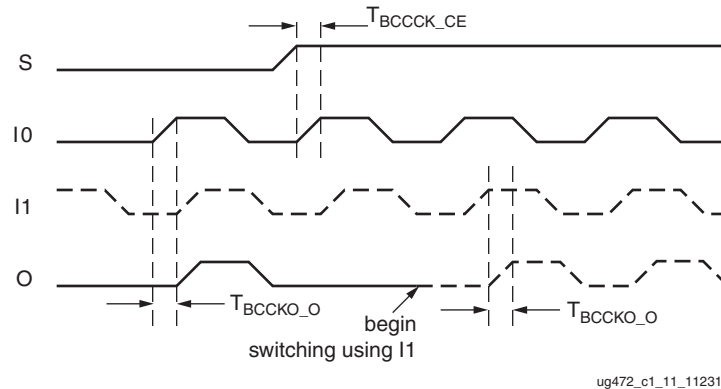 T_BCCCK_CE
S
I0
I1
O
T_BCCKO_O
begin
switching using I1
T_BCCKO_O
ug472_c1_11_11231